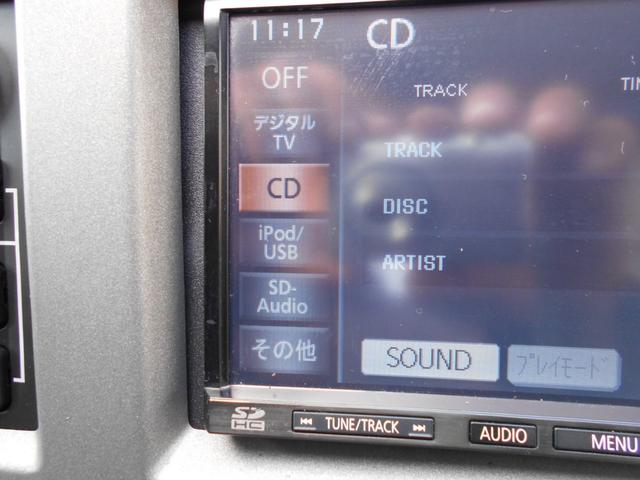 11:17
CD
OFF
TRACK
デジタル
TV
TRACK
CD
DISC
iPod/
USB
ARTIST
SD-
Audio
その他
SOUND
プレイモード
SD
HC
TUNE/TRACK
AUDIO
MENU